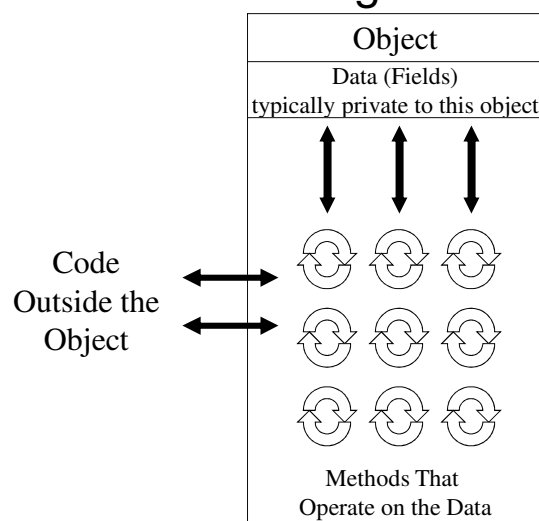 Object
Data (Fields)
typically private to this object
Code
Outside the
Object
Methods That
Operate on the Data